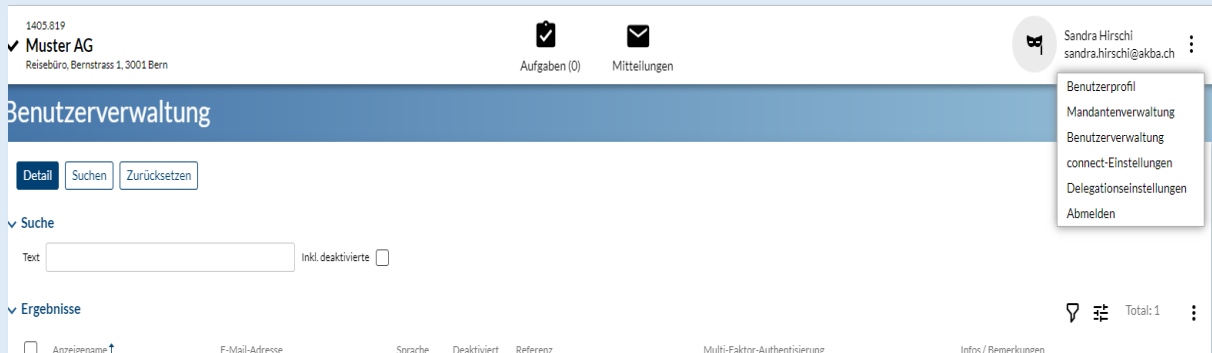 1405.819
Muster AG
Reisebüro, Bernstrass 1, 3001 Bern
Aufgaben (0)
Mitteilungen
Sandra Hirschi
sandra.hirschi@akba.ch
Benutzerprofil
Mandantenverwaltung
Benutzerverwaltung
connect-Einstellungen
Delegationseinstellungen
Abmelden
Benutzerverwaltung
Detail
Suchen
Zurücksetzen
Suche
Text
Inkl. deaktivierte
Ergebnisse
Total: 1
Anzeigename
E-Mail-Adresse
Sprache
Deaktiviert
Referenz
Multi-Faktor-Authentisierung
Infos / Bemerkungen